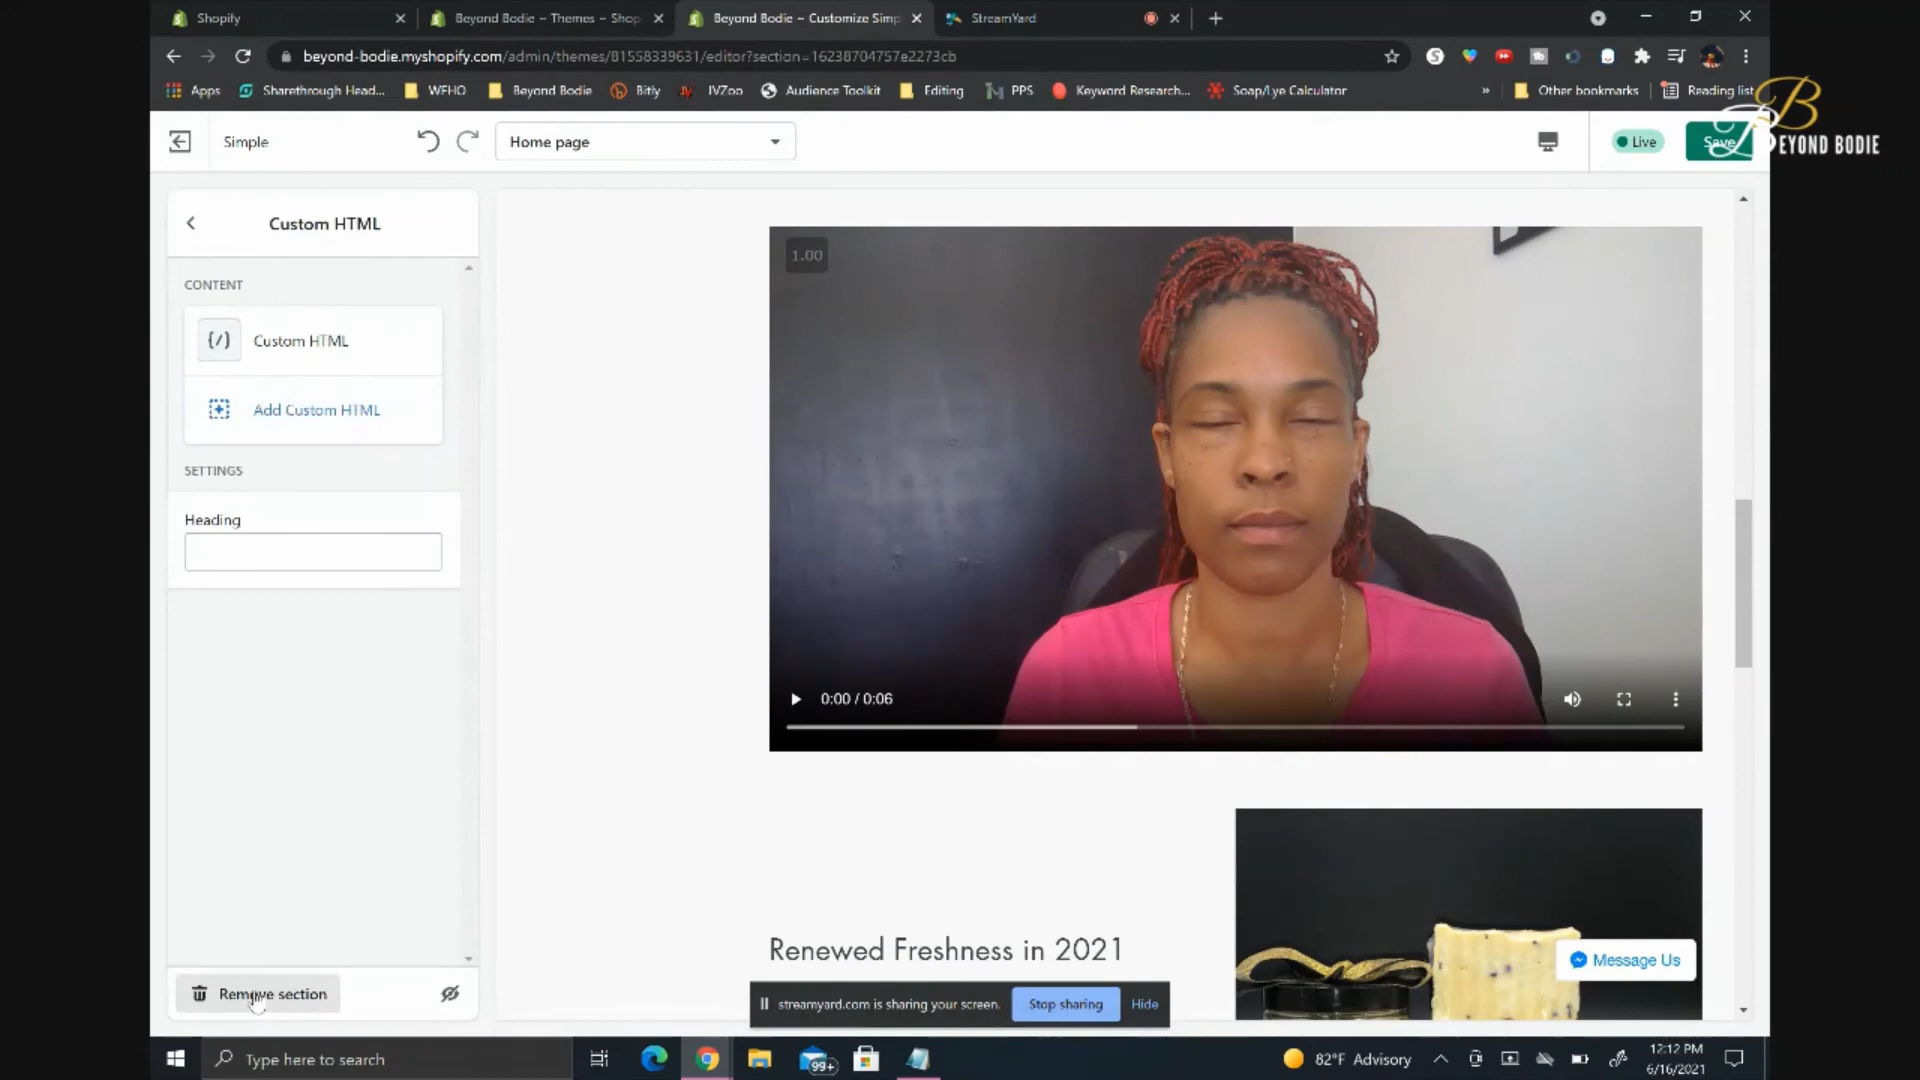 Shopify
Beyond Bodie ~ Themes ~ Shop
Beyond Bodie ~ Customize Simp
StreamYard
beyond-bodie.myshopify.com/admin/themes/81558339631/editor?section=16238704757e2273cb
Apps
Sharethrough Head...
WFHO
Beyond Bodie
Bitly
JVZoo
Audience Toolkit
Editing
PPS
Keyword Research...
Soap/Lye Calculator
»
Other bookmarks
Reading list
B
BEYOND BODIE
Simple
Home page
Live
Save
Custom HTML
CONTENT
{/} Custom HTML
Add Custom HTML
SETTINGS
Heading
Remove section
1.00
0:00 / 0:06
Renewed Freshness in 2021
Message Us
streamyard.com is sharing your screen.
Stop sharing
Hide
Type here to search
99+
82°F Advisory
12:12 PM
6/16/2021